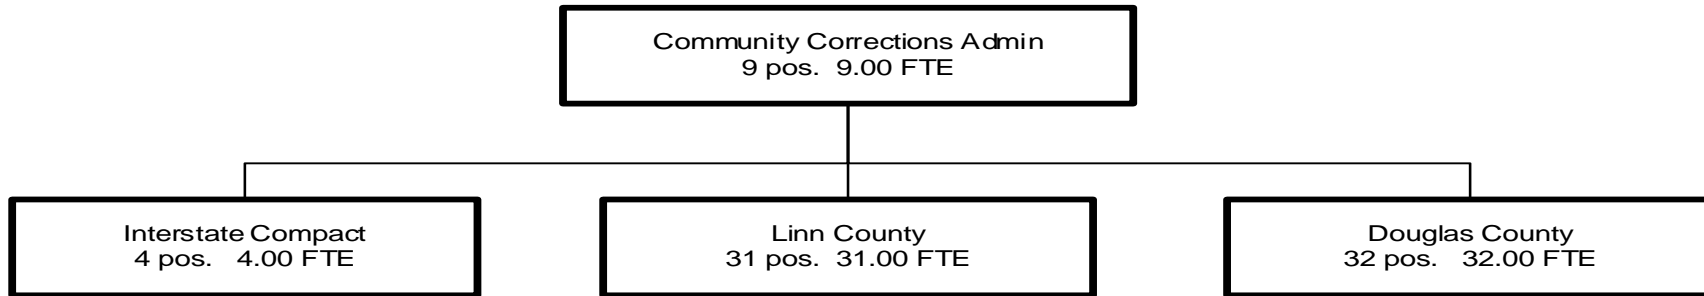 Community Corrections Admin
9 pos. 9.00 FTE
Interstate Compact
4 pos. 4.00 FTE
Linn County
31 pos. 31.00 FTE
Douglas County
32 pos. 32.00 FTE